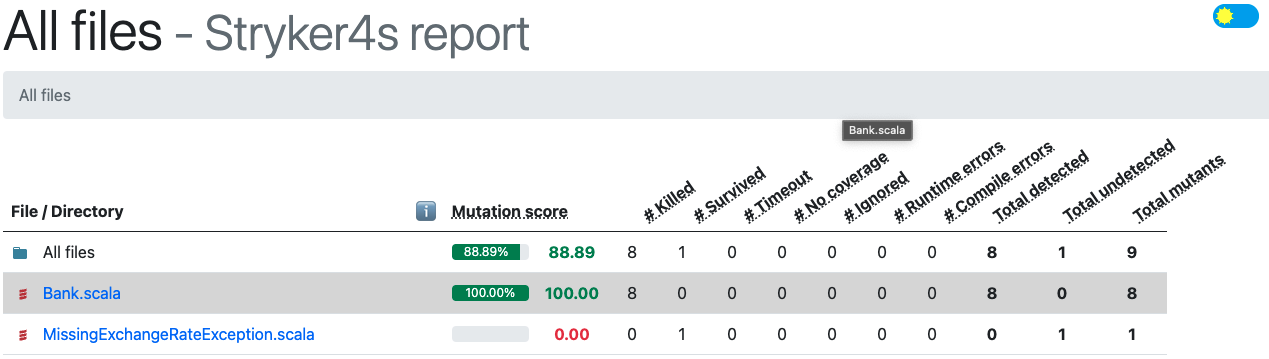 All files - Stryker4s report
All files
Bank.scala
File / Directory Mutation score # Killed # Survived # Timeout # No coverage # Ignored # Runtime errors # Compile errors Total detected Total undetected Total mutants
All files 88.89% 88.89 8 1 0 0 0 0 0 8 1 9
Bank.scala 100.00% 100.00 8 0 0 0 0 0 0 8 0 8
MissingExchangeRateException.scala 0.00 0 1 0 0 0 0 0 0 1 1